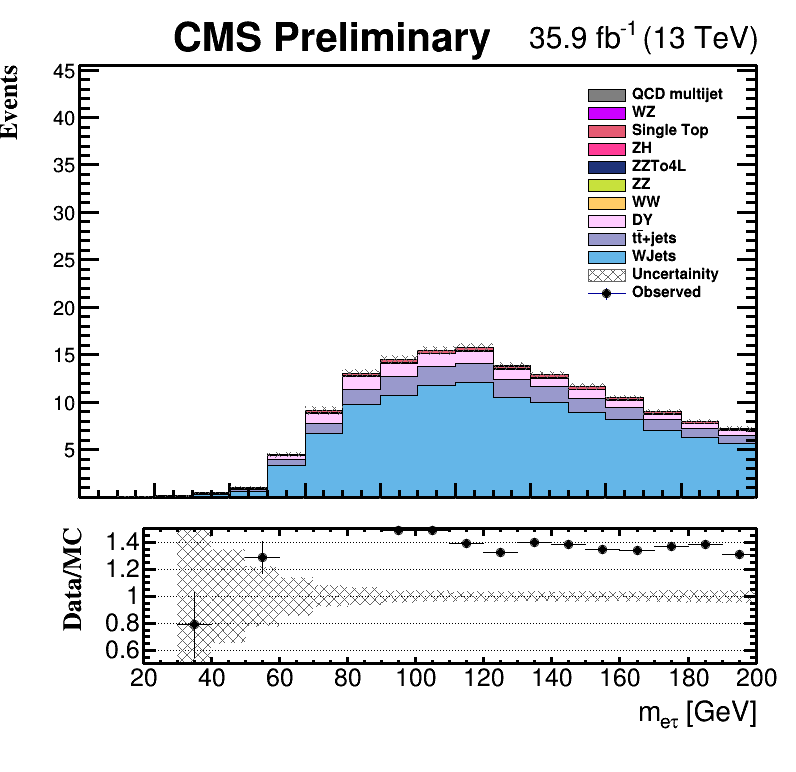 CMS Preliminary 35.9 fb⁻¹ (13 TeV)
Events
45
40
35
30
25
20
15
10
5
QCD multijet
WZ
Single Top
ZH
ZZTo4L
ZZ
WW
DY
tt̄+jets
WJets
Uncertainity
Observed
Data/MC
1.4
1.2
1
0.8
0.6
20 40 60 80 100 120 140 160 180 200
m_eτ [GeV]